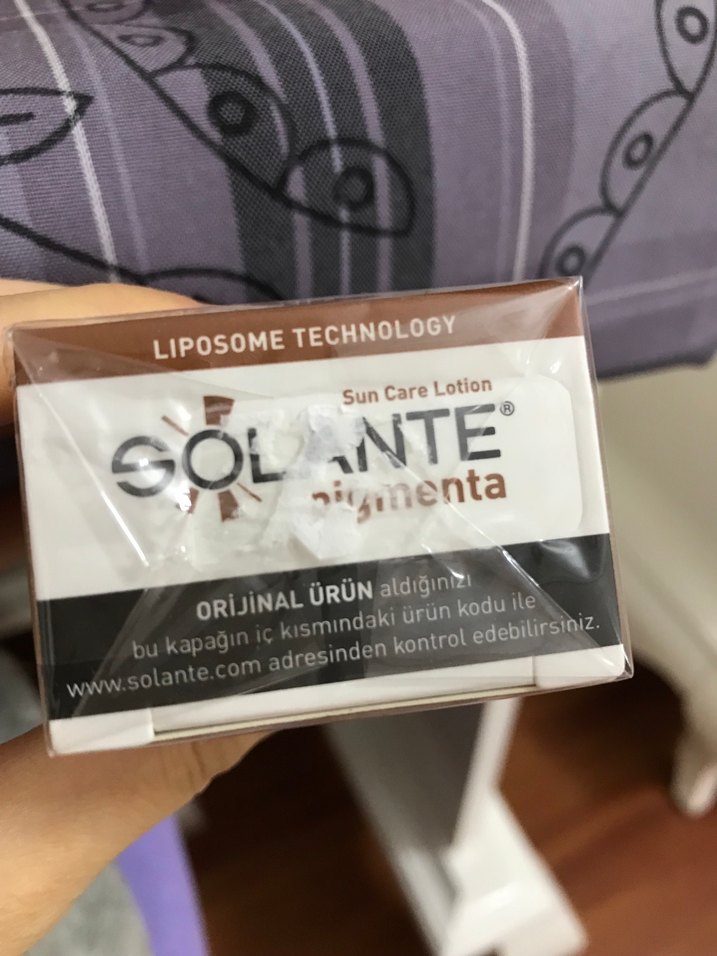 LIPOSOME TECHNOLOGY
Sun Care Lotion
SOLANTE®
pigmenta
ORİJİNAL ÜRÜN aldığınızı
bu kapağın iç kısmındaki ürün kodu ile
www.solante.com adresinden kontrol edebilirsiniz.